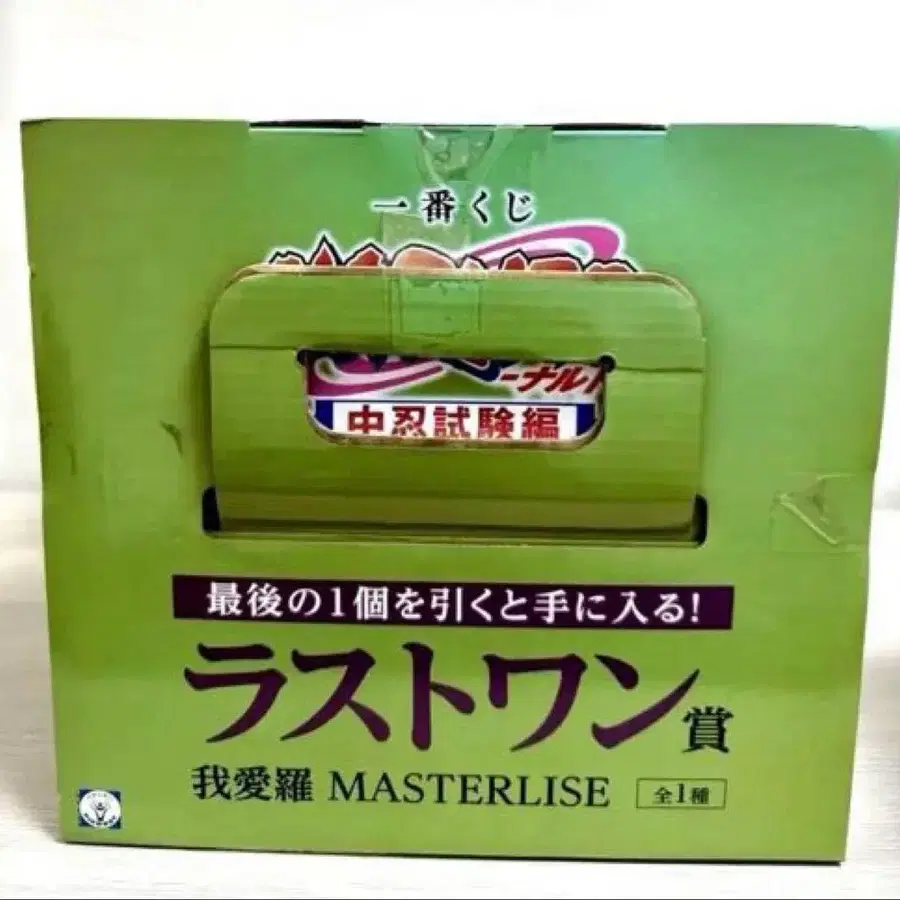 一番くじ
ーナルト
中忍試験編
最後の1個を引くと手に入る!
ラストワン賞
我愛羅 MASTERLISE 全1種